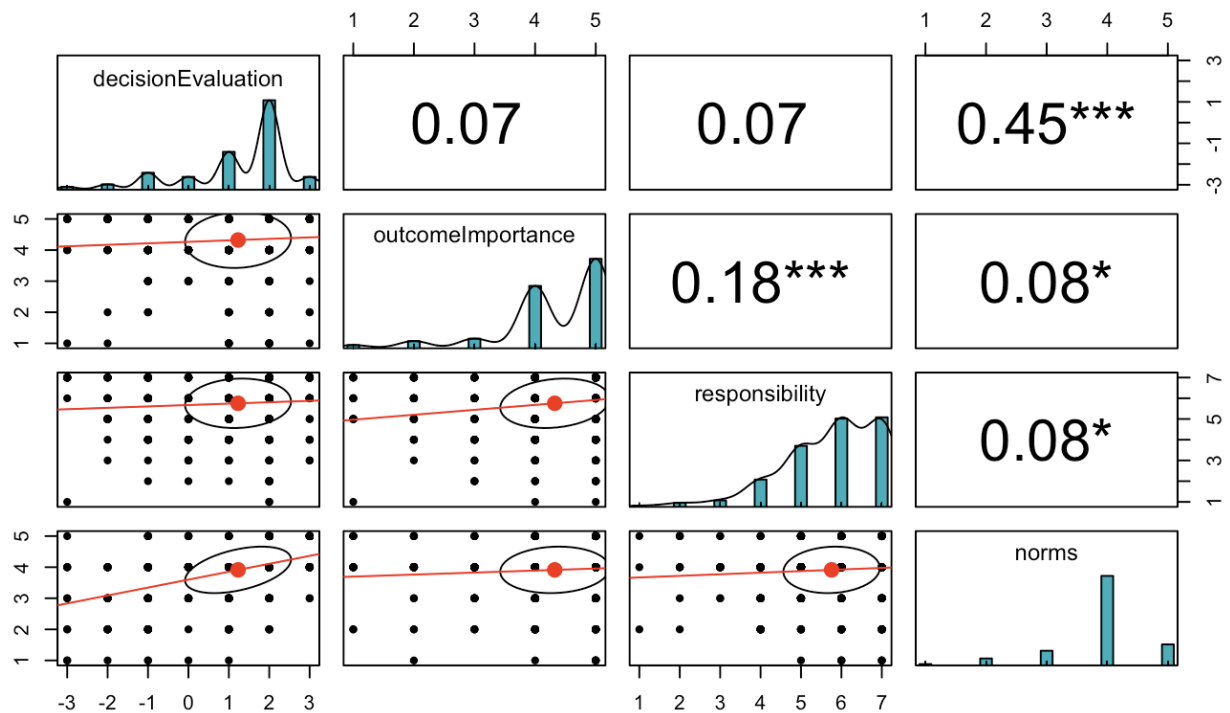 1 2 3 4 5 1 2 3 4 5
decisionEvaluation 0.07 0.07 0.45*** 3 1 -1 -3
5 4 3 2 1 outcomeImportance 0.18*** 0.08*
responsibility 0.08* 7 5 3 1
5 4 3 2 1 norms
-3 -2 -1 0 1 2 3 1 2 3 4 5 6 7